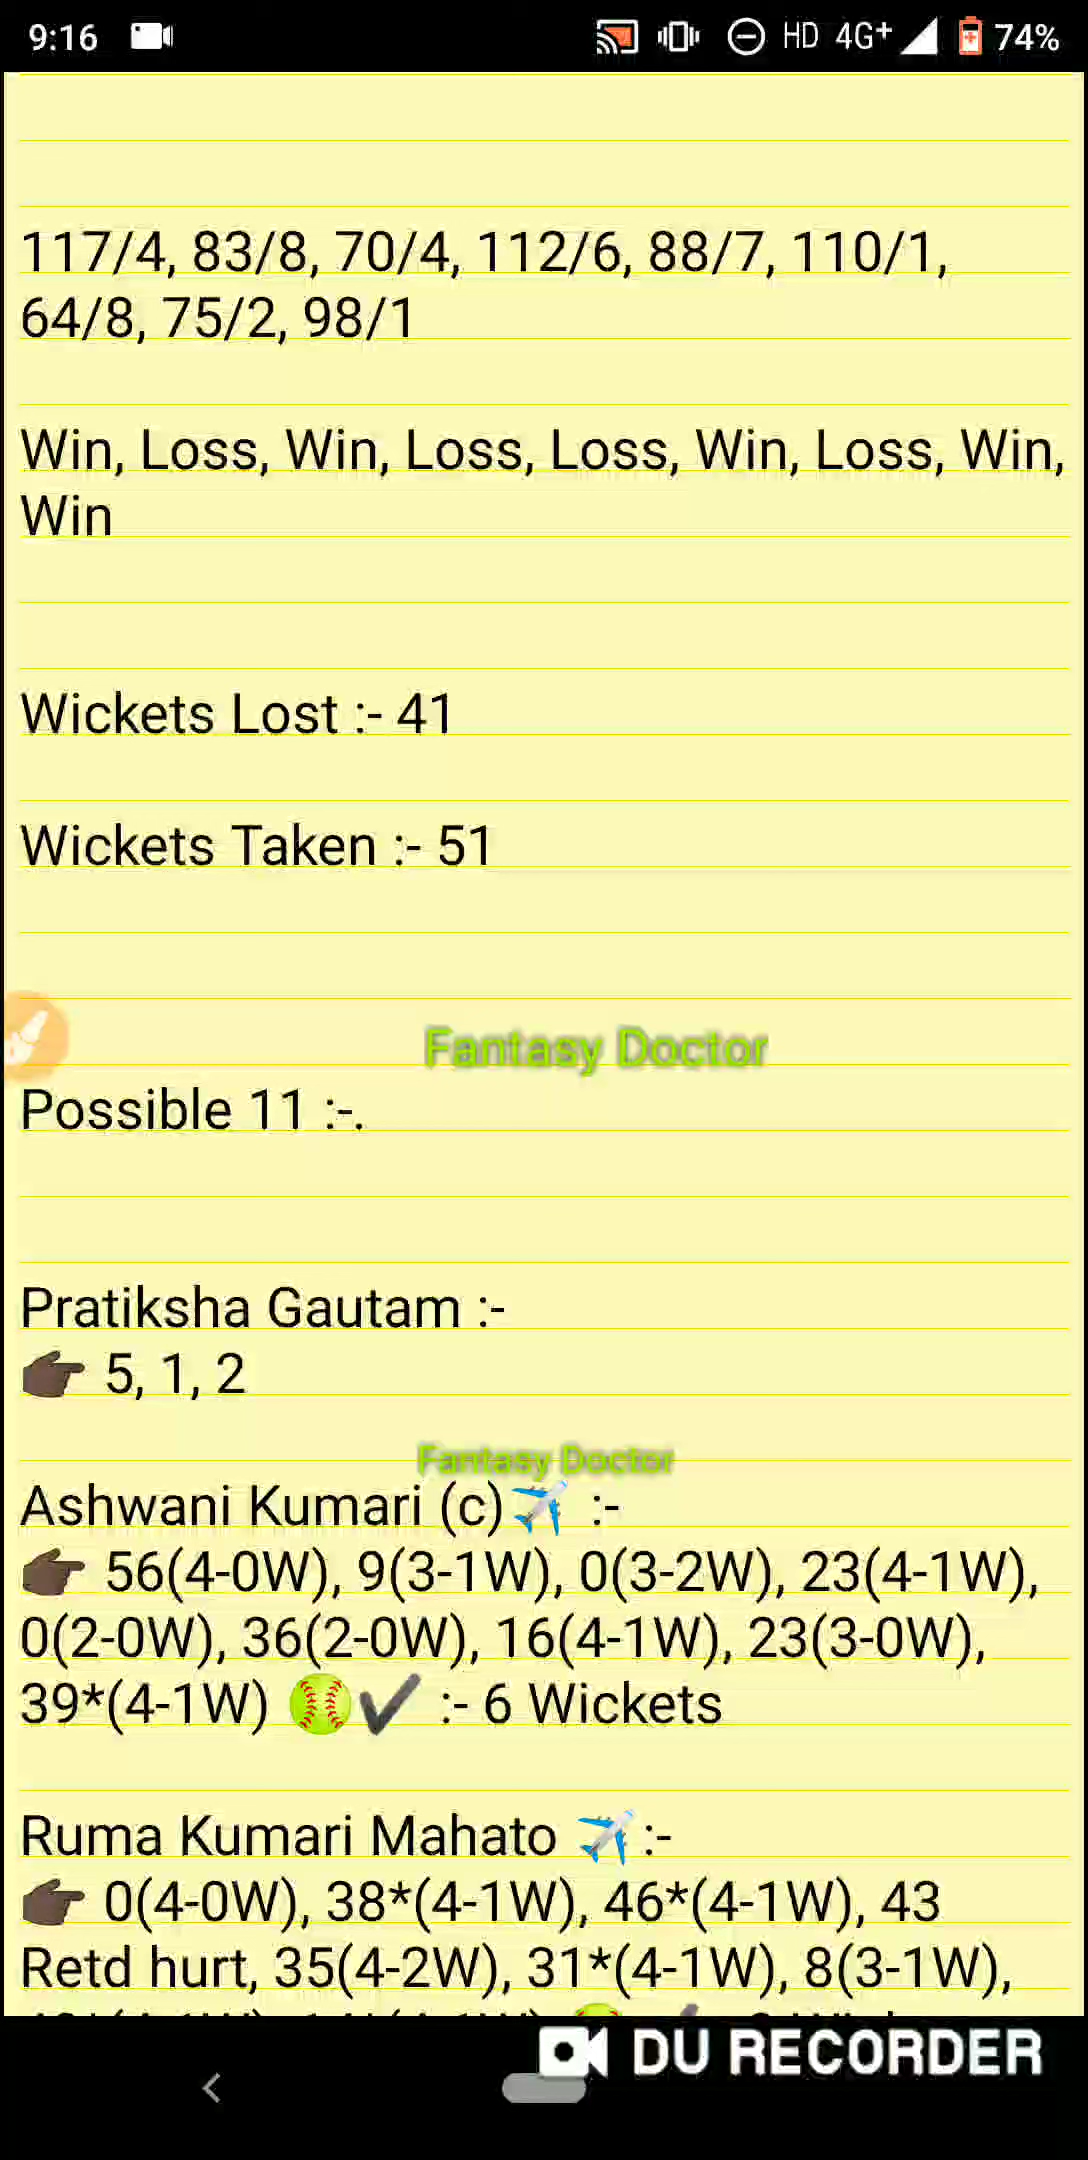 9:16 HD 4G+ 74%
117/4, 83/8, 70/4, 112/6, 88/7, 110/1,
64/8, 75/2, 98/1
Win, Loss, Win, Loss, Loss, Win, Loss, Win,
Win
Wickets Lost :- 41
Wickets Taken :- 51
Fantasy Doctor
Possible 11 :-.
Pratiksha Gautam :-
👉🏿 5, 1, 2
Fantasy Doctor
Ashwani Kumari (c)✈️ :-
👉🏿 56(4-0W), 9(3-1W), 0(3-2W), 23(4-1W),
0(2-0W), 36(2-0W), 16(4-1W), 23(3-0W),
39*(4-1W) 🥎✔️ :- 6 Wickets
Ruma Kumari Mahato ✈️:-
👉🏿 0(4-0W), 38*(4-1W), 46*(4-1W), 43
Retd hurt, 35(4-2W), 31*(4-1W), 8(3-1W),
DU RECORDER